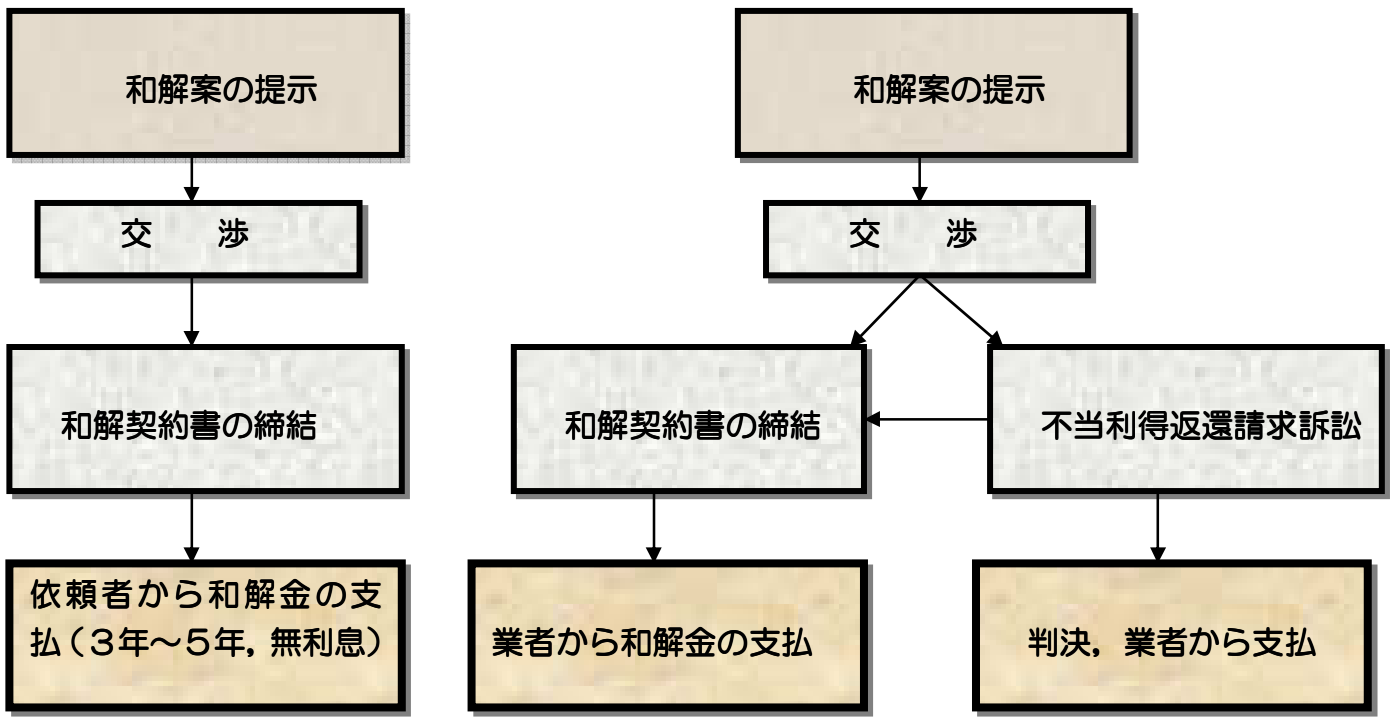 和解案の提示
交　　渉
和解契約書の締結
依頼者から和解金の支
払（３年～５年，無利息）
和解案の提示
交　　渉
和解契約書の締結
不当利得返還請求訴訟
業者から和解金の支払
判決，業者から支払